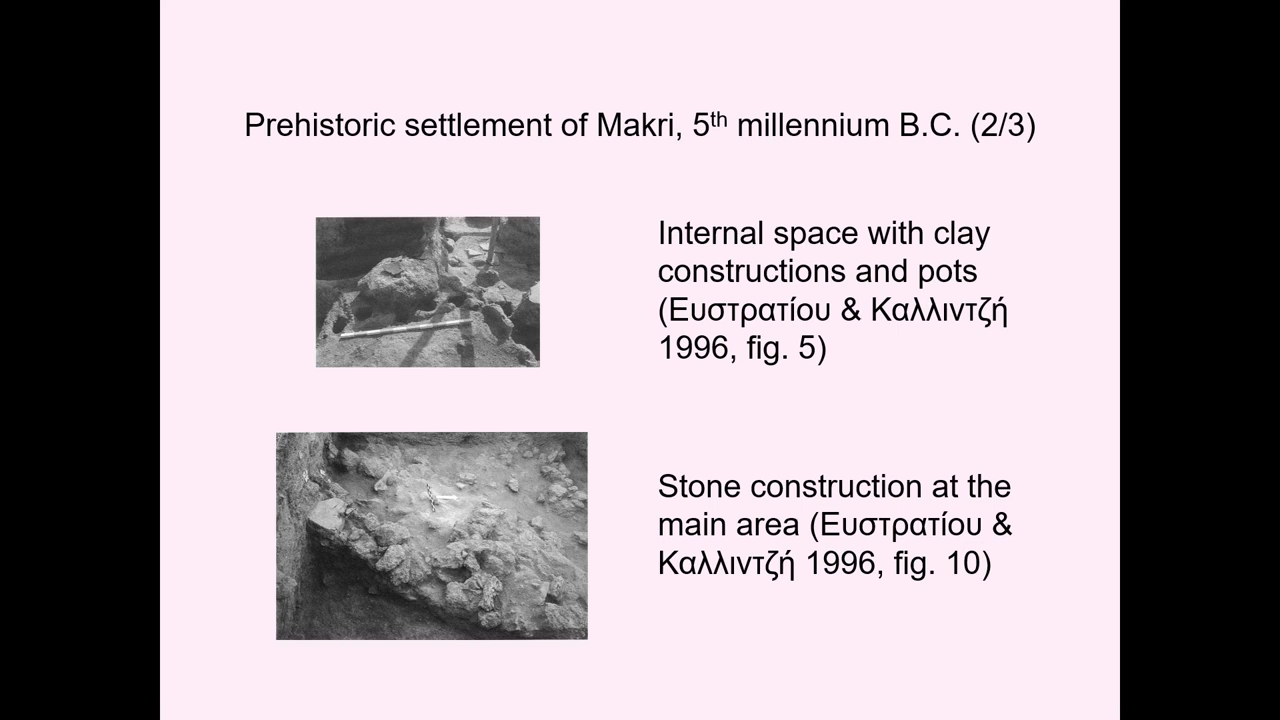 Prehistoric settlement of Makri, 5th millennium B.C. (2/3)
Internal space with clay
constructions and pots
(Ευστρατίου & Καλλιντζή
1996, fig. 5)
Stone construction at the
main area (Ευστρατίου &
Καλλιντζή 1996, fig. 10)